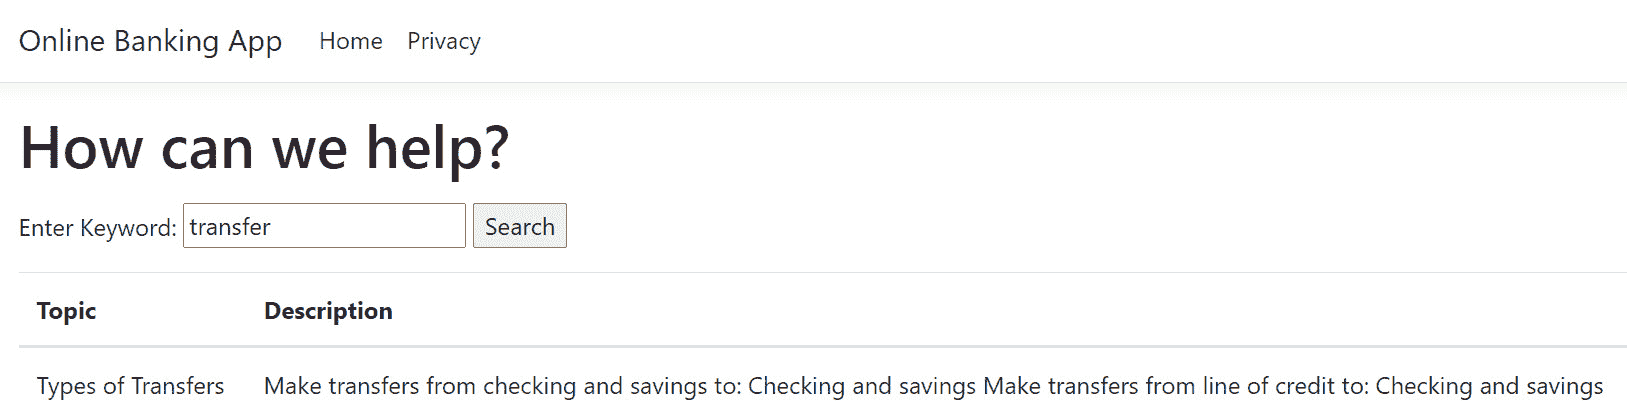 Online Banking App Home Privacy
How can we help?
Enter Keyword: transfer Search
Topic Description
Types of Transfers Make transfers from checking and savings to: Checking and savings Make transfers from line of credit to: Checking and savings